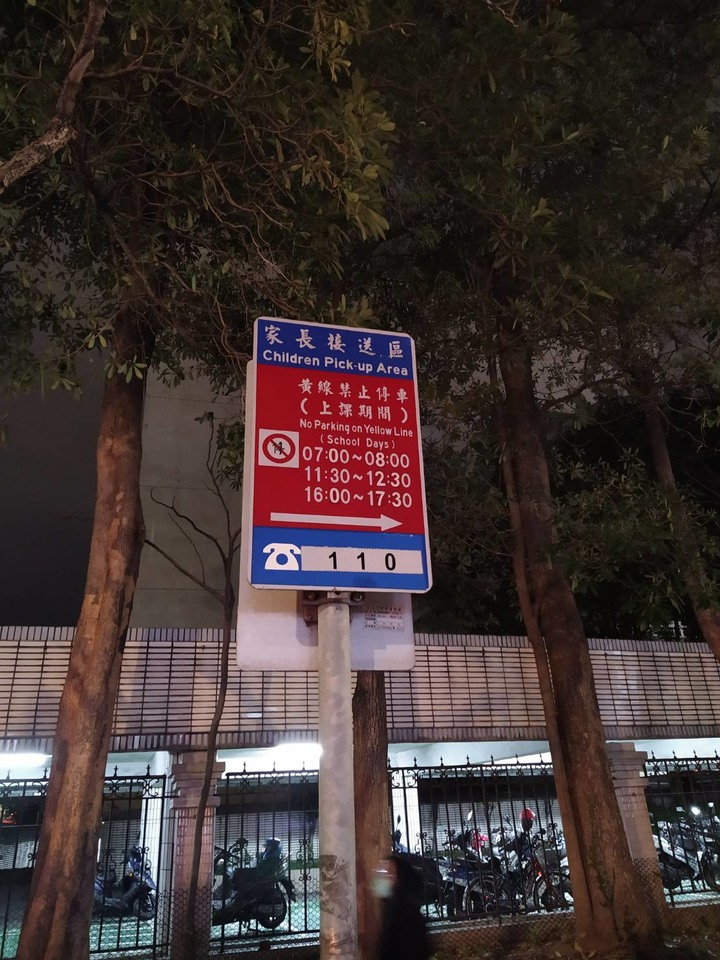 家長接送區
Children Pick-up Area
黃線禁止停車
(上課期間)
No Parking on Yellow Line
(School Days)
07:00~08:00
11:30~12:30
16:00~17:30
110